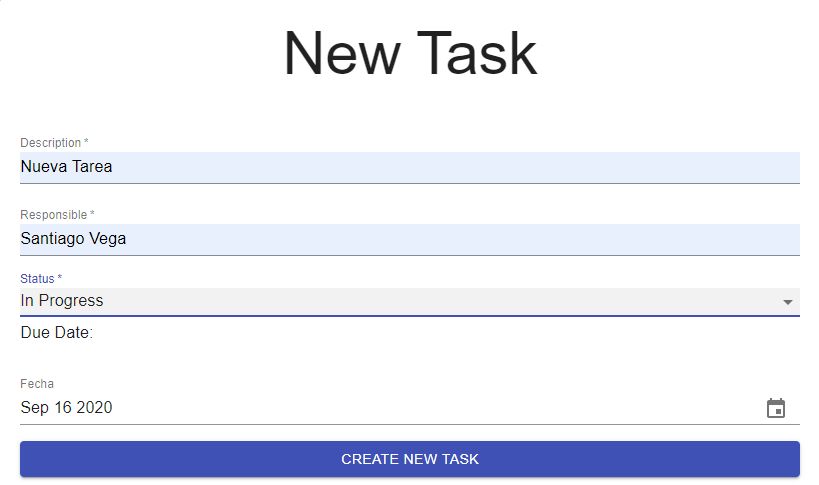 New Task
Description *
Nueva Tarea
Responsible *
Santiago Vega
Status *
In Progress
Due Date:
Fecha
Sep 16 2020
CREATE NEW TASK